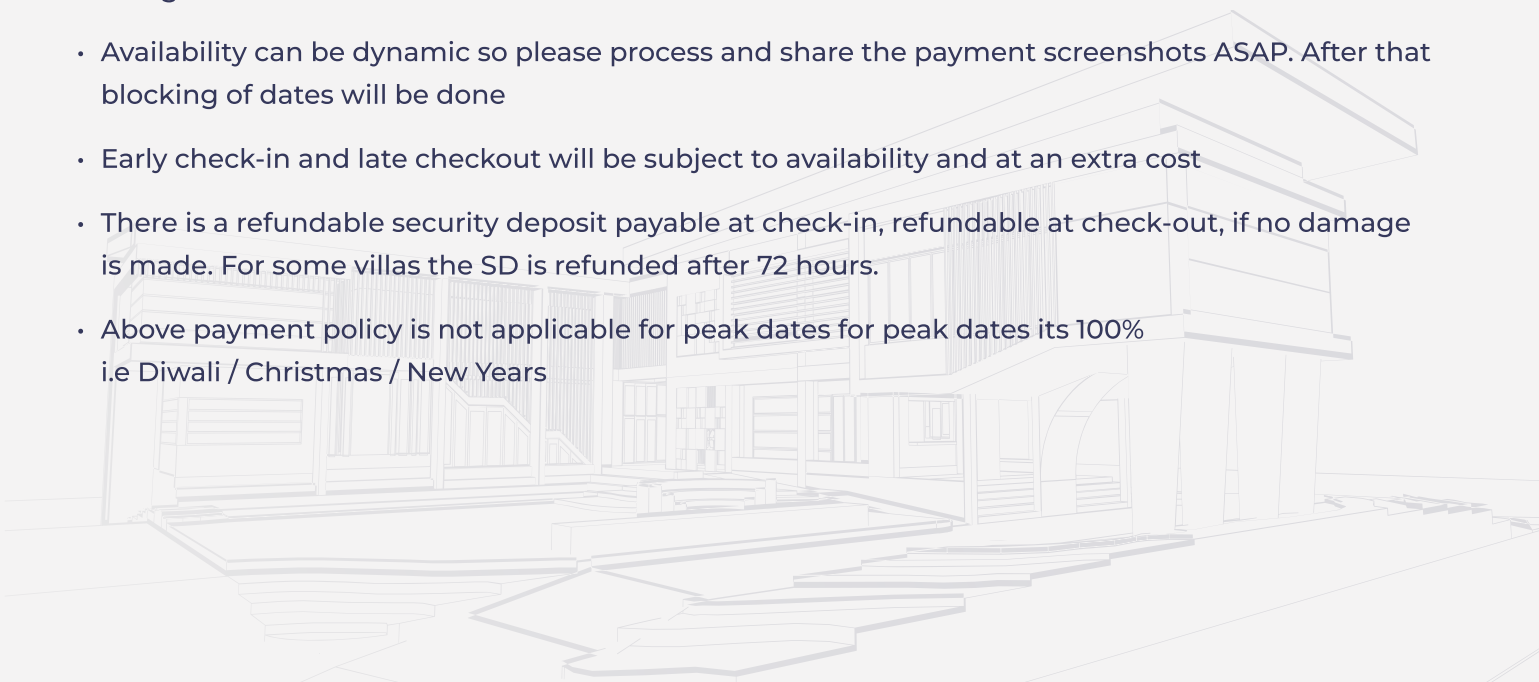 • Availability can be dynamic so please process and share the payment screenshots ASAP. After that
blocking of dates will be done
• Early check-in and late checkout will be subject to availability and at an extra cost
• There is a refundable security deposit payable at check-in, refundable at check-out, if no damage
is made. For some villas the SD is refunded after 72 hours.
• Above payment policy is not applicable for peak dates for peak dates its 100%
i.e Diwali / Christmas / New Years